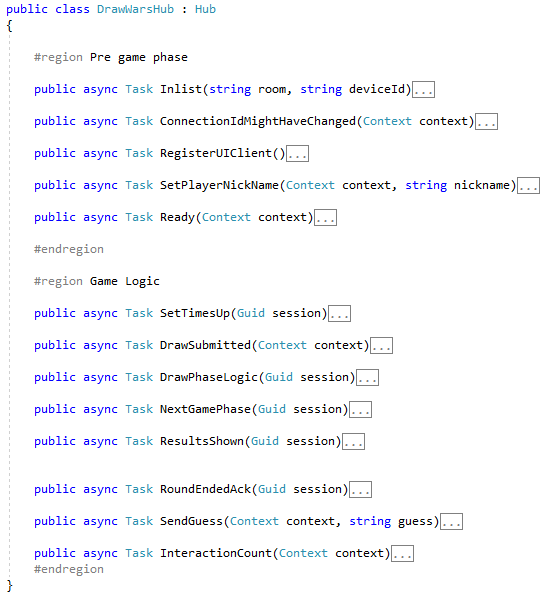 public class DrawWarsHub : Hub
{
#region Pre game phase
public async Task Inlist(string room, string deviceId)...
public async Task ConnectionIdMightHaveChanged(Context context)...
public async Task RegisterUIClient()...
public async Task SetPlayerNickName(Context context, string nickname)...
public async Task Ready(Context context)...
#endregion
#region Game Logic
public async Task SetTimesUp(Guid session)...
public async Task DrawSubmitted(Context context)...
public async Task DrawPhaseLogic(Guid session)...
public async Task NextGamePhase(Guid session)...
public async Task ResultsShown(Guid session)...
public async Task RoundEndedAck(Guid session)...
public async Task SendGuess(Context context, string guess)...
public async Task InteractionCount(Context context)...
#endregion
}